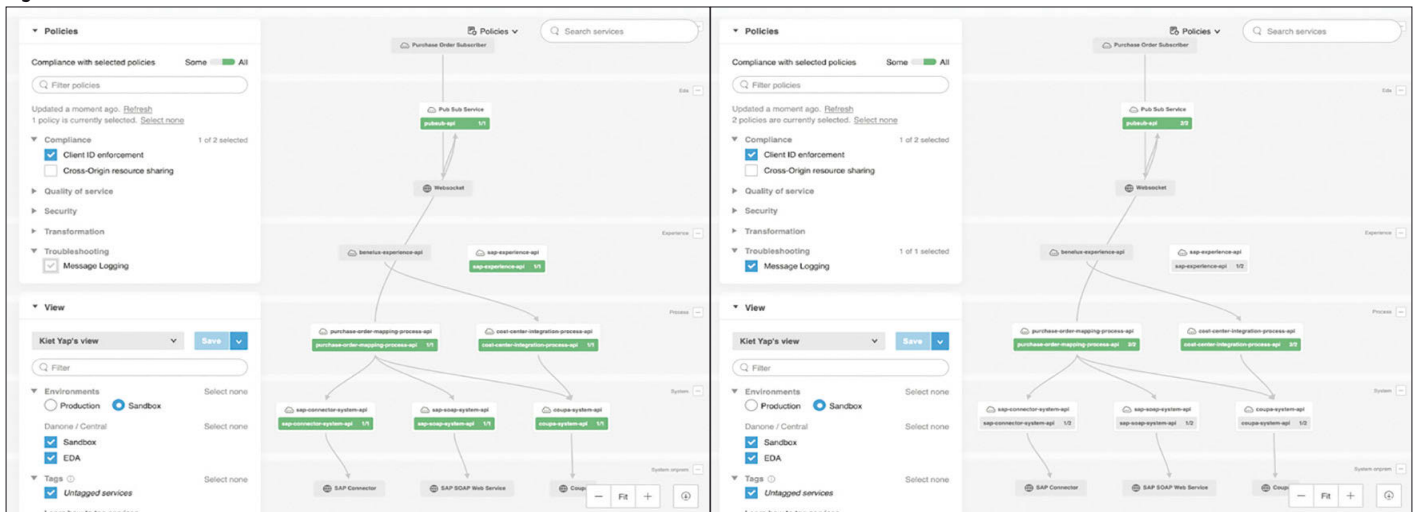 Policies
Compliance with selected policies Some All
Filter policies
Updated a moment ago. Refresh
1 policy is currently selected. Select none
Compliance 1 of 2 selected
Client ID enforcement
Cross-Origin resource sharing
Quality of service
Security
Transformation
Troubleshooting
Message Logging
View
Kiet Yap's view Save
Filter
Environments Select none
Production Sandbox
Danone / Central Select none
Sandbox
EDA
Tags Select none
Untagged services
Policies Search services
Purchase Order Subscriber
Eda
Pub Sub Service
pubsub-api 1/1
Websocket
Experience
benelux-experience-api sap-experience-api
sap-experience-api 1/1
Process
purchase-order-mapping-process-api cost-center-integration-process-api
purchase-order-mapping-process-api 1/1 cost-center-integration-process-api 1/1
System
sap-connector-system-api sap-soap-system-api coupa-system-api
sap-connector-system-api 1/1 sap-soap-system-api 1/1 coupa-system-api 1/1
SAP Connector SAP SOAP Web Service
Fit
Policies
Compliance with selected policies Some All
Filter policies
Updated a moment ago. Refresh
2 policies are currently selected. Select none
Compliance 1 of 2 selected
Client ID enforcement
Cross-Origin resource sharing
Quality of service
Security
Transformation
Troubleshooting 1 of 1 selected
Message Logging
View
Kiet Yap's view Save
Filter
Environments Select none
Production Sandbox
Danone / Central Select none
Sandbox
EDA
Tags Select none
Untagged services
Policies Search services
Purchase Order Subscriber
Eda
Pub Sub Service
pubsub-api 2/2
Websocket
Experience
benelux-experience-api sap-experience-api
sap-experience-api 1/2
Process
purchase-order-mapping-process-api cost-center-integration-process-api
purchase-order-mapping-process-api 2/2 cost-center-integration-process-api 2/2
System
sap-connector-system-api sap-soap-system-api coupa-system-api
sap-connector-system-api 1/2 sap-soap-system-api 1/2 coupa-system-api 1/2
SAP Connector SAP SOAP Web Service
Fit